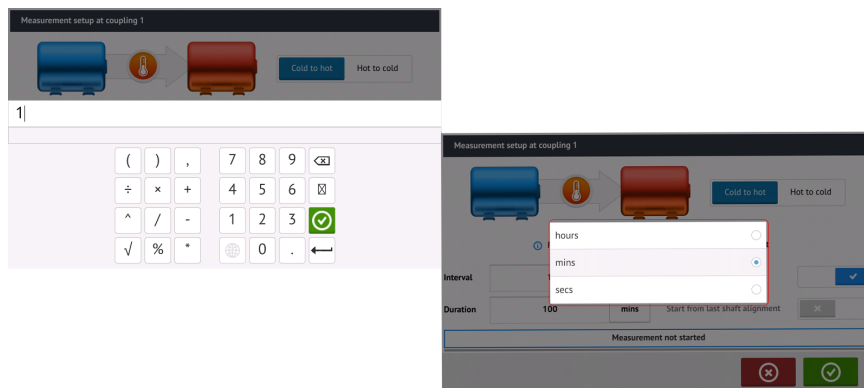 Measurement setup at coupling 1
Cold to hot
Hot to cold
1
( ) , 7 8 9
÷ × + 4 5 6
^ / - 1 2 3
√ % * 0 .
Measurement setup at coupling 1
Cold to hot
Hot to cold
hours
mins
secs
Interval
Duration 100 mins Start from last shaft alignment
Measurement not started